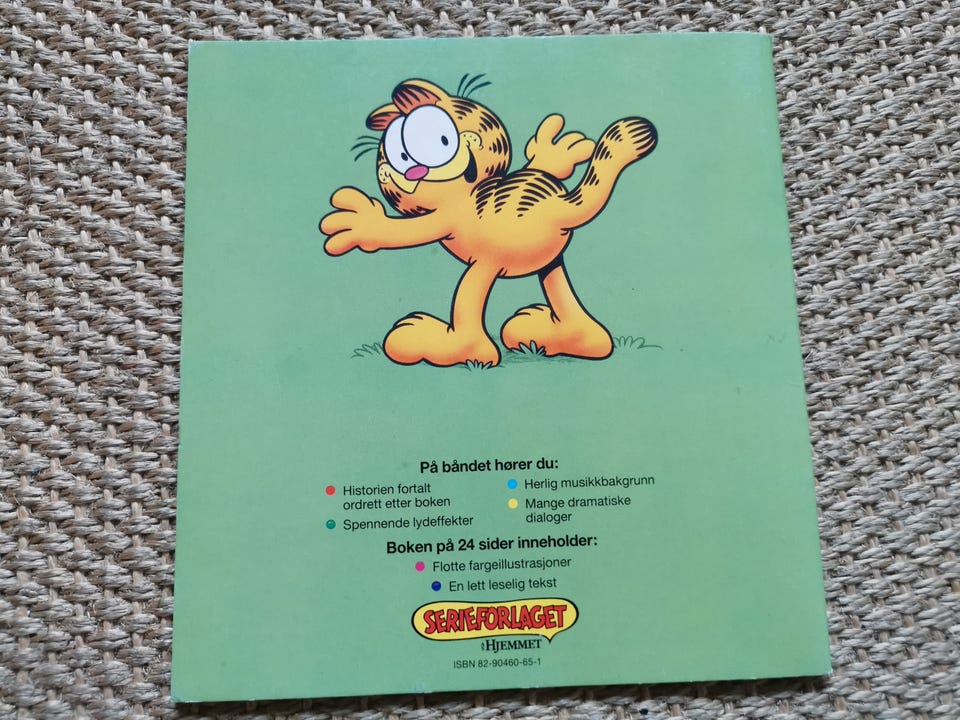 På båndet hører du:
Historien fortalt
ordrett etter boken
Spennende lydeffekter
Herlig musikkbakgrunn
Mange dramatiske
dialoger
Boken på 24 sider inneholder:
Flotte fargeillustrasjoner
En lett leselig tekst
SERIEFORLAGET
HJEMMET
ISBN 82-90460-65-1